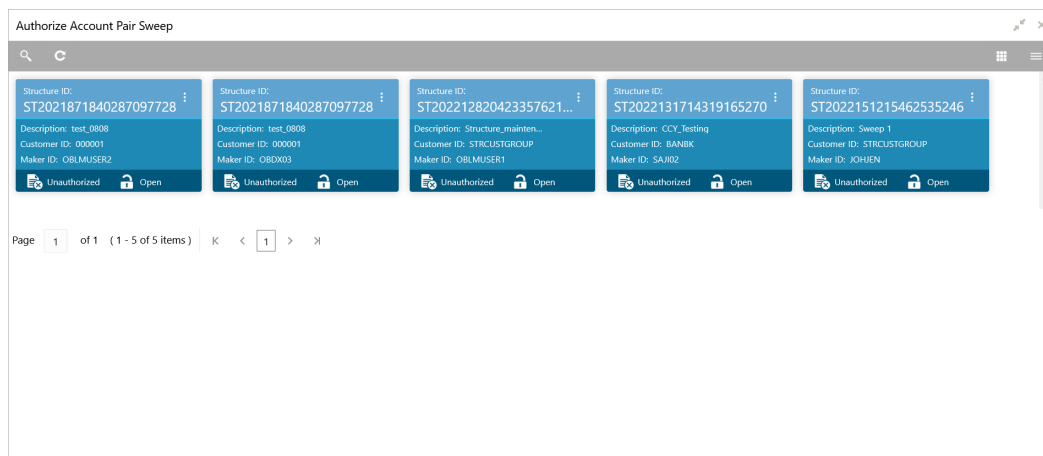 Authorize Account Pair Sweep
Structure ID:
ST2021871840287097728
Description: test_0808
Customer ID: 000001
Maker ID: OBLMUSER2
Unauthorized Open
Structure ID:
ST2021871840287097728
Description: test_0808
Customer ID: 000001
Maker ID: OBDX03
Unauthorized Open
Structure ID:
ST202212820423357621...
Description: Structure_mainten...
Customer ID: STRCUSTGROUP
Maker ID: OBLMUSER1
Unauthorized Open
Structure ID:
ST2022131714319165270
Description: CCY_Testing
Customer ID: BANBK
Maker ID: SAJI02
Unauthorized Open
Structure ID:
ST2022151215462535246
Description: Sweep 1
Customer ID: STRCUSTGROUP
Maker ID: JOHJEN
Unauthorized Open
Page 1 of 1 ( 1 - 5 of 5 items ) 1